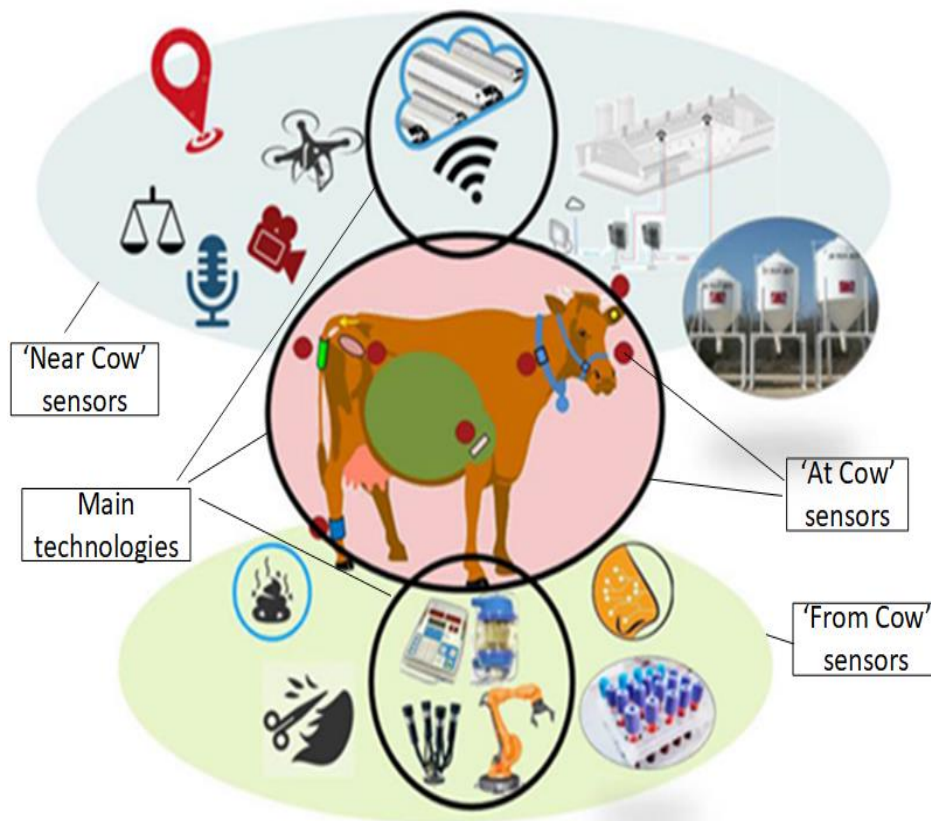 ‘Near Cow’
sensors
Main
technologies
‘At Cow’
sensors
‘From Cow’
sensors